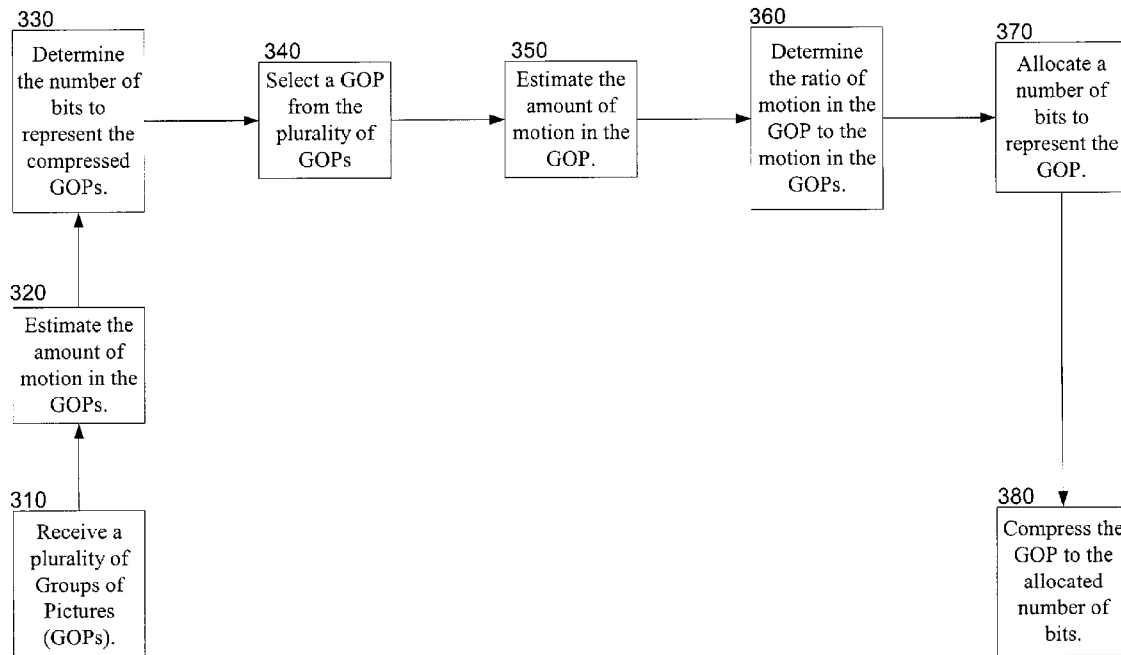 310
Receive a
plurality of
Groups of
Pictures
(GOPs).
320
Estimate the
amount of
motion in the
GOPs.
330
Determine
the number of
bits to
represent the
compressed
GOPs.
340
Select a GOP
from the
plurality of
GOPs
350
Estimate the
amount of
motion in the
GOP.
360
Determine
the ratio of
motion in the
GOP to the
motion in the
GOPs.
370
Allocate a
number of
bits to
represent the
GOP.
380
Compress the
GOP to the
allocated
number of
bits.